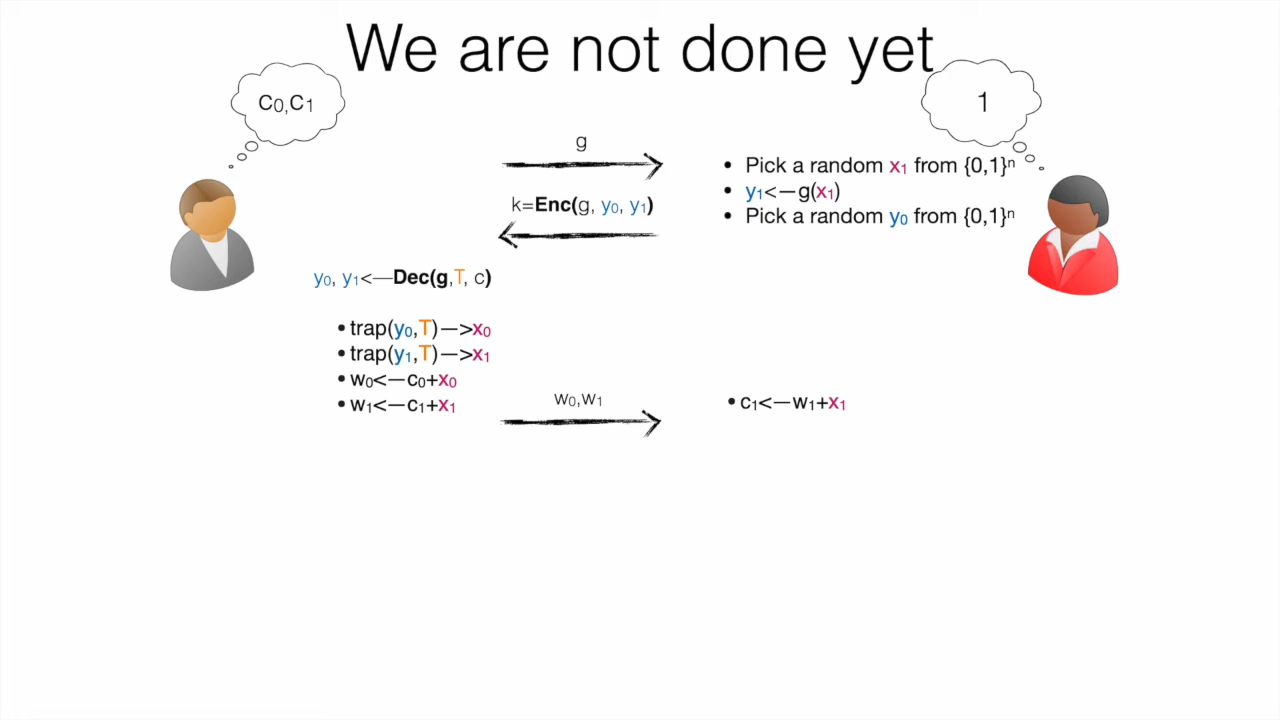 We are not done yet
c₀,c₁
1
g
• Pick a random x₁ from {0,1}ⁿ
• y₁<—g(x₁)
• Pick a random y₀ from {0,1}ⁿ
k=Enc(g, y₀, y₁)
y₀, y₁<—Dec(g,T, c)
• trap(y₀,T)—>x₀
• trap(y₁,T)—>x₁
• w₀<—c₀+x₀
• w₁<—c₁+x₁
w₀,w₁
• c₁<—w₁+x₁